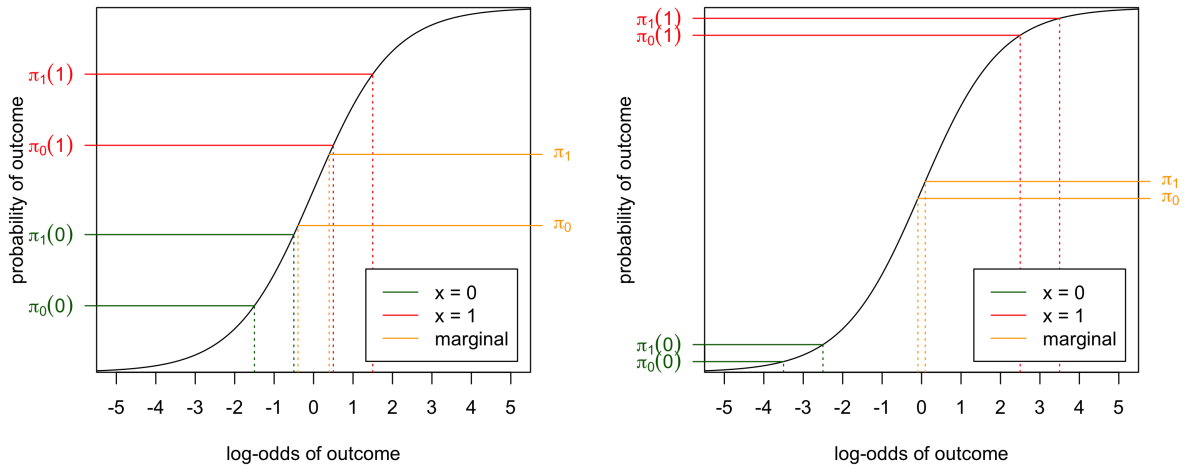 probability of outcome
π₁(1)
π₀(1)
π₁(0)
π₀(0)
π₁
π₀
x = 0
x = 1
marginal
-5 -4 -3 -2 -1 0 1 2 3 4 5
log-odds of outcome
probability of outcome
π₁(1)
π₀(1)
π₁(0)
π₀(0)
π₁
π₀
x = 0
x = 1
marginal
-5 -4 -3 -2 -1 0 1 2 3 4 5
log-odds of outcome